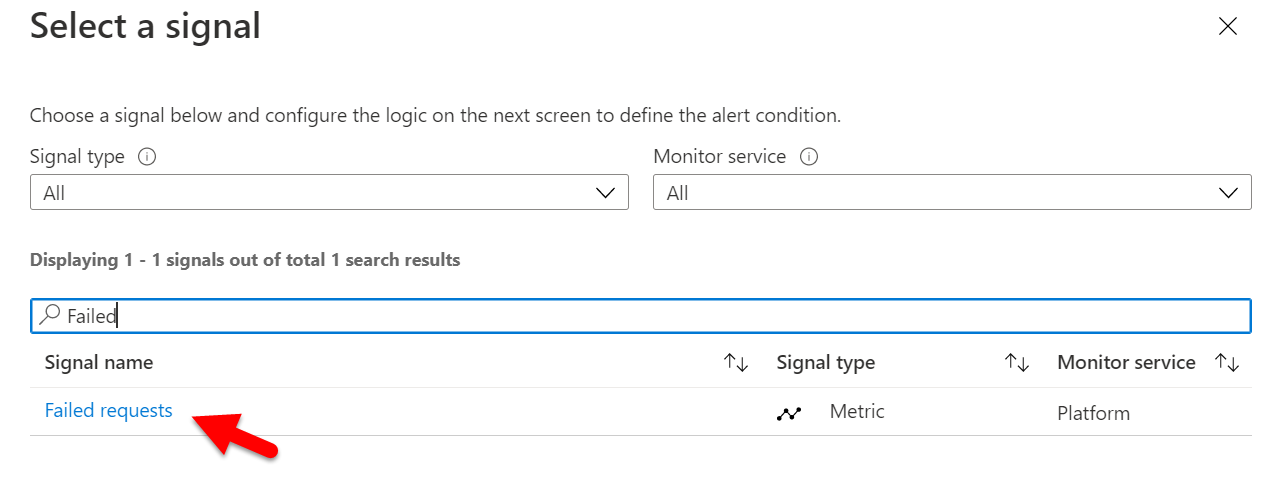 Select a signal
Choose a signal below and configure the logic on the next screen to define the alert condition.
Signal type Monitor service
All All
Displaying 1 - 1 signals out of total 1 search results
Failed
Signal name Signal type Monitor service
Failed requests Metric Platform